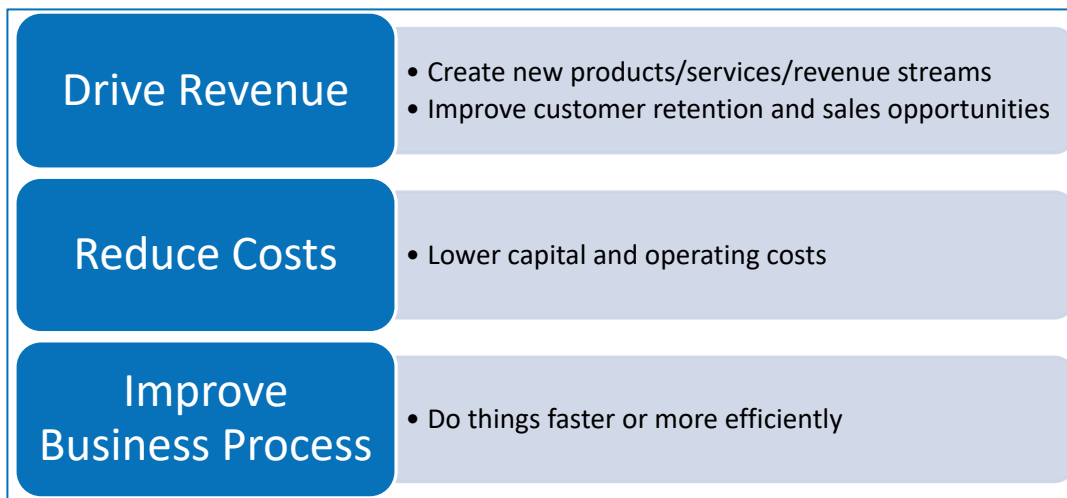 Drive Revenue
• Create new products/services/revenue streams
• Improve customer retention and sales opportunities
Reduce Costs
• Lower capital and operating costs
Improve
Business Process
• Do things faster or more efficiently